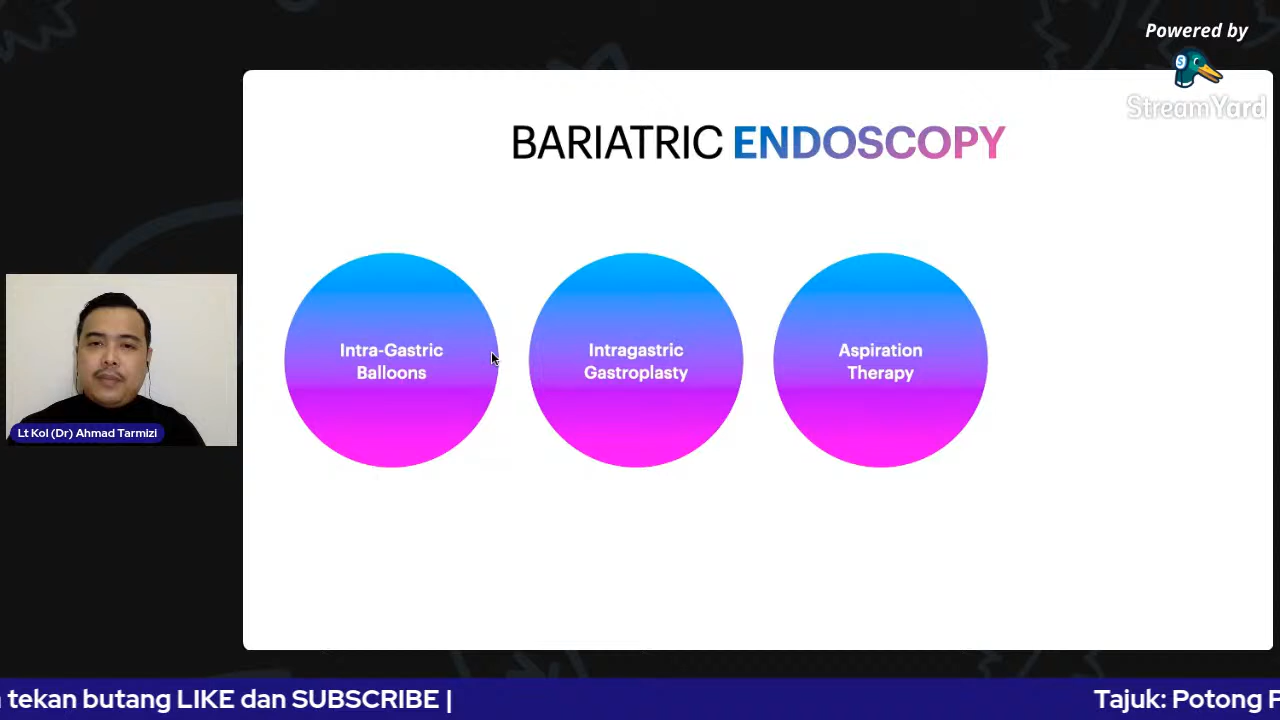 Powered by
StreamYard
BARIATRIC ENDOSCOPY
Intra-Gastric
Balloons
Intragastric
Gastroplasty
Aspiration
Therapy
Lt Kol (Dr) Ahmad Tarmizi
tekan butang LIKE dan SUBSCRIBE |
Tajuk: Potong